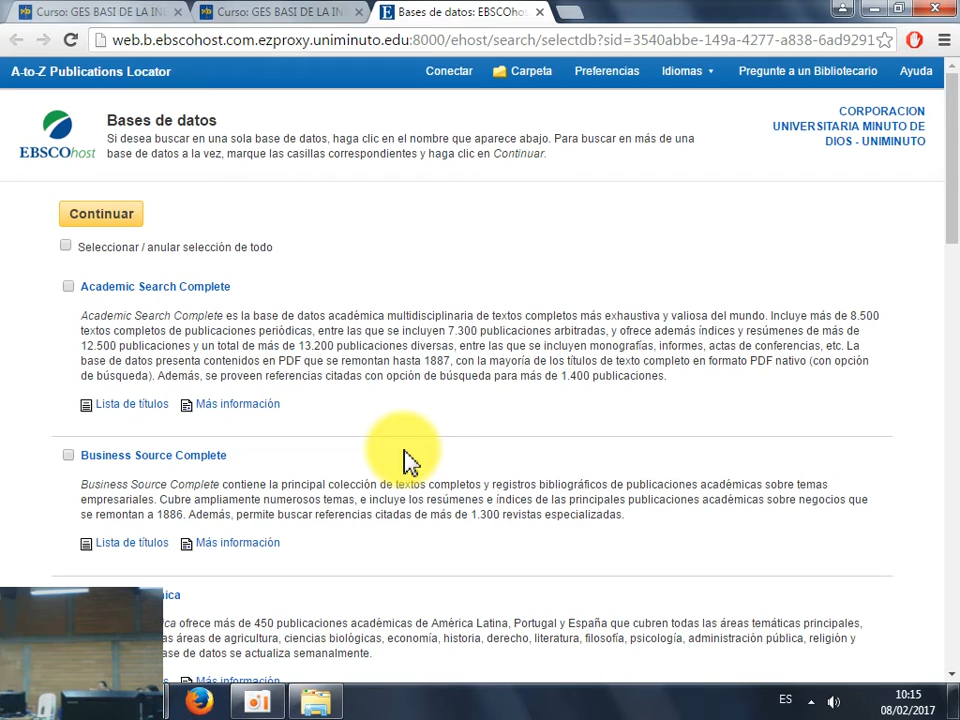 Curso: GES BASI DE LA IN
Curso: GES BASI DE LA IN
Bases de datos: EBSCOhos
web.b.ebscohost.com.ezproxy.uniminuto.edu:8000/ehost/search/selectdb?sid=3540abbe-149a-4277-a838-6ad9291
A-to-Z Publications Locator
Conectar
Carpeta
Preferencias
Idiomas
Pregunte a un Bibliotecario
Ayuda
EBSCOhost
Bases de datos
Si desea buscar en una sola base de datos, haga clic en el nombre que aparece abajo. Para buscar en más de una
base de datos a la vez, marque las casillas correspondientes y haga clic en Continuar.
CORPORACION
UNIVERSITARIA MINUTO DE
DIOS - UNIMINUTO
Continuar
Seleccionar / anular selección de todo
Academic Search Complete
Academic Search Complete es la base de datos académica multidisciplinaria de textos completos más exhaustiva y valiosa del mundo. Incluye más de 8.500
textos completos de publicaciones periódicas, entre las que se incluyen 7.300 publicaciones arbitradas, y ofrece además índices y resúmenes de más de
12.500 publicaciones y un total de más de 13.200 publicaciones diversas, entre las que se incluyen monografías, informes, actas de conferencias, etc. La
base de datos presenta contenidos en PDF que se remontan hasta 1887, con la mayoría de los títulos de texto completo en formato PDF nativo (con opción
de búsqueda). Además, se proveen referencias citadas con opción de búsqueda para más de 1.400 publicaciones.
Lista de títulos Más información
Business Source Complete
Business Source Complete contiene la principal colección de textos completos y registros bibliográficos de publicaciones académicas sobre temas
empresariales. Cubre ampliamente numerosos temas, e incluye los resúmenes e índices de las principales publicaciones académicas sobre negocios que
se remontan a 1886. Además, permite buscar referencias citadas de más de 1.300 revistas especializadas.
Lista de títulos Más información
ica
ca ofrece más de 450 publicaciones académicas de América Latina, Portugal y España que cubren todas las áreas temáticas principales,
as áreas de agricultura, ciencias biológicas, economía, historia, derecho, literatura, filosofía, psicología, administración pública, religión y
ase de datos se actualiza semanalmente.
Más información
ES
10:15
08/02/2017